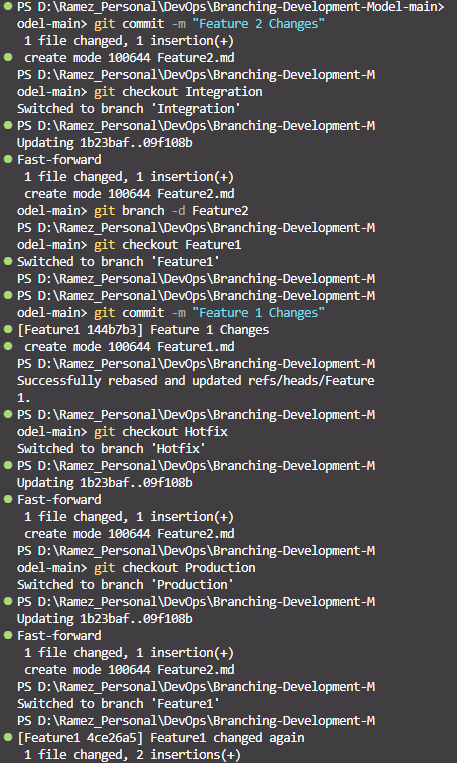 PS D:\Ramez_Personal\DevOps\Branching-Development-Model-main>
odel-main> git commit -m "Feature 2 Changes"
1 file changed, 1 insertion(+)
create mode 100644 Feature2.md
PS D:\Ramez_Personal\DevOps\Branching-Development-M
odel-main> git checkout Integration
Switched to branch 'Integration'
PS D:\Ramez_Personal\DevOps\Branching-Development-M
Updating 1b23baf..09f108b
Fast-forward
1 file changed, 1 insertion(+)
create mode 100644 Feature2.md
odel-main> git branch -d Feature2
PS D:\Ramez_Personal\DevOps\Branching-Development-M
odel-main> git checkout Feature1
Switched to branch 'Feature1'
PS D:\Ramez_Personal\DevOps\Branching-Development-M
PS D:\Ramez_Personal\DevOps\Branching-Development-M
odel-main> git commit -m "Feature 1 Changes"
[Feature1 144b7b3] Feature 1 Changes
create mode 100644 Feature1.md
PS D:\Ramez_Personal\DevOps\Branching-Development-M
Successfully rebased and updated refs/heads/Feature
1.
PS D:\Ramez_Personal\DevOps\Branching-Development-M
odel-main> git checkout Hotfix
Switched to branch 'Hotfix'
PS D:\Ramez_Personal\DevOps\Branching-Development-M
Updating 1b23baf..09f108b
Fast-forward
1 file changed, 1 insertion(+)
create mode 100644 Feature2.md
PS D:\Ramez_Personal\DevOps\Branching-Development-M
odel-main> git checkout Production
Switched to branch 'Production'
PS D:\Ramez_Personal\DevOps\Branching-Development-M
Updating 1b23baf..09f108b
Fast-forward
1 file changed, 1 insertion(+)
create mode 100644 Feature2.md
PS D:\Ramez_Personal\DevOps\Branching-Development-M
Switched to branch 'Feature1'
PS D:\Ramez_Personal\DevOps\Branching-Development-M
[Feature1 4ce26a5] Feature1 changed again
1 file changed, 2 insertions(+)